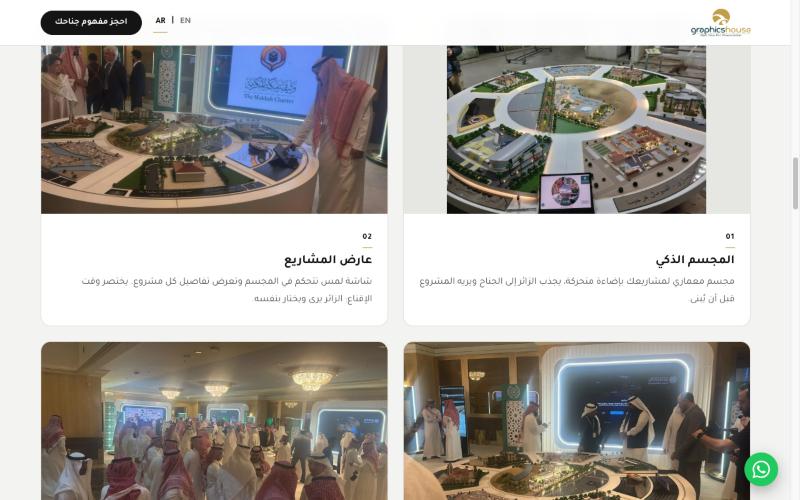 graphicshouse
EN | AR
احجز مفهوم جناحك
The Makkah Charter
01
المجسم الذكي
مجسم معماري لمشاريعك بإضاءة متحركة، يجذب الزائر إلى الجناح ويريه المشروع
قبل أن يُبنى.
02
عارض المشاريع
شاشة لمس تتحكم في المجسم وتعرض تفاصيل كل مشروع. يختصر وقت
الإقناع: الزائر يرى ويختار بنفسه.